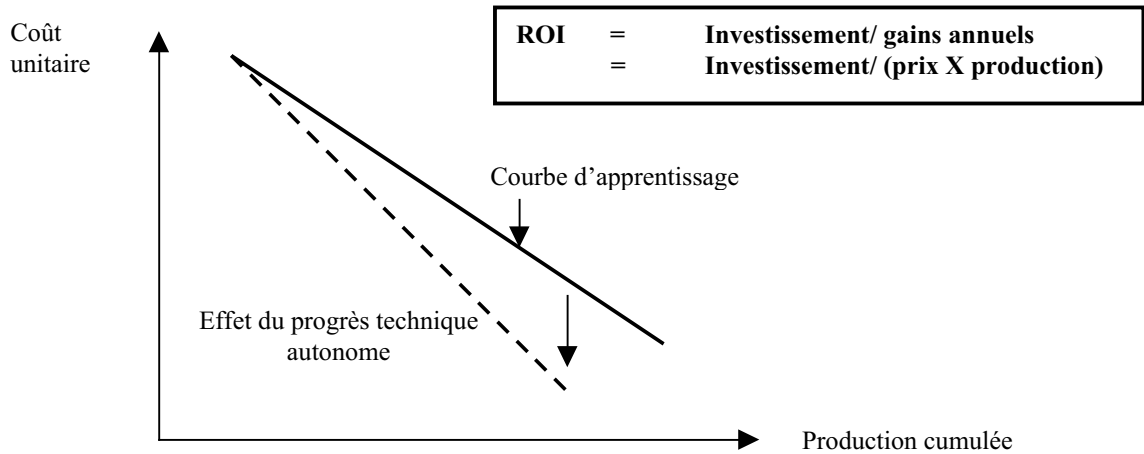 Coût
unitaire
ROI = Investissement/ gains annuels
= Investissement/ (prix X production)
Courbe d’apprentissage
Effet du progrès technique
autonome
Production cumulée